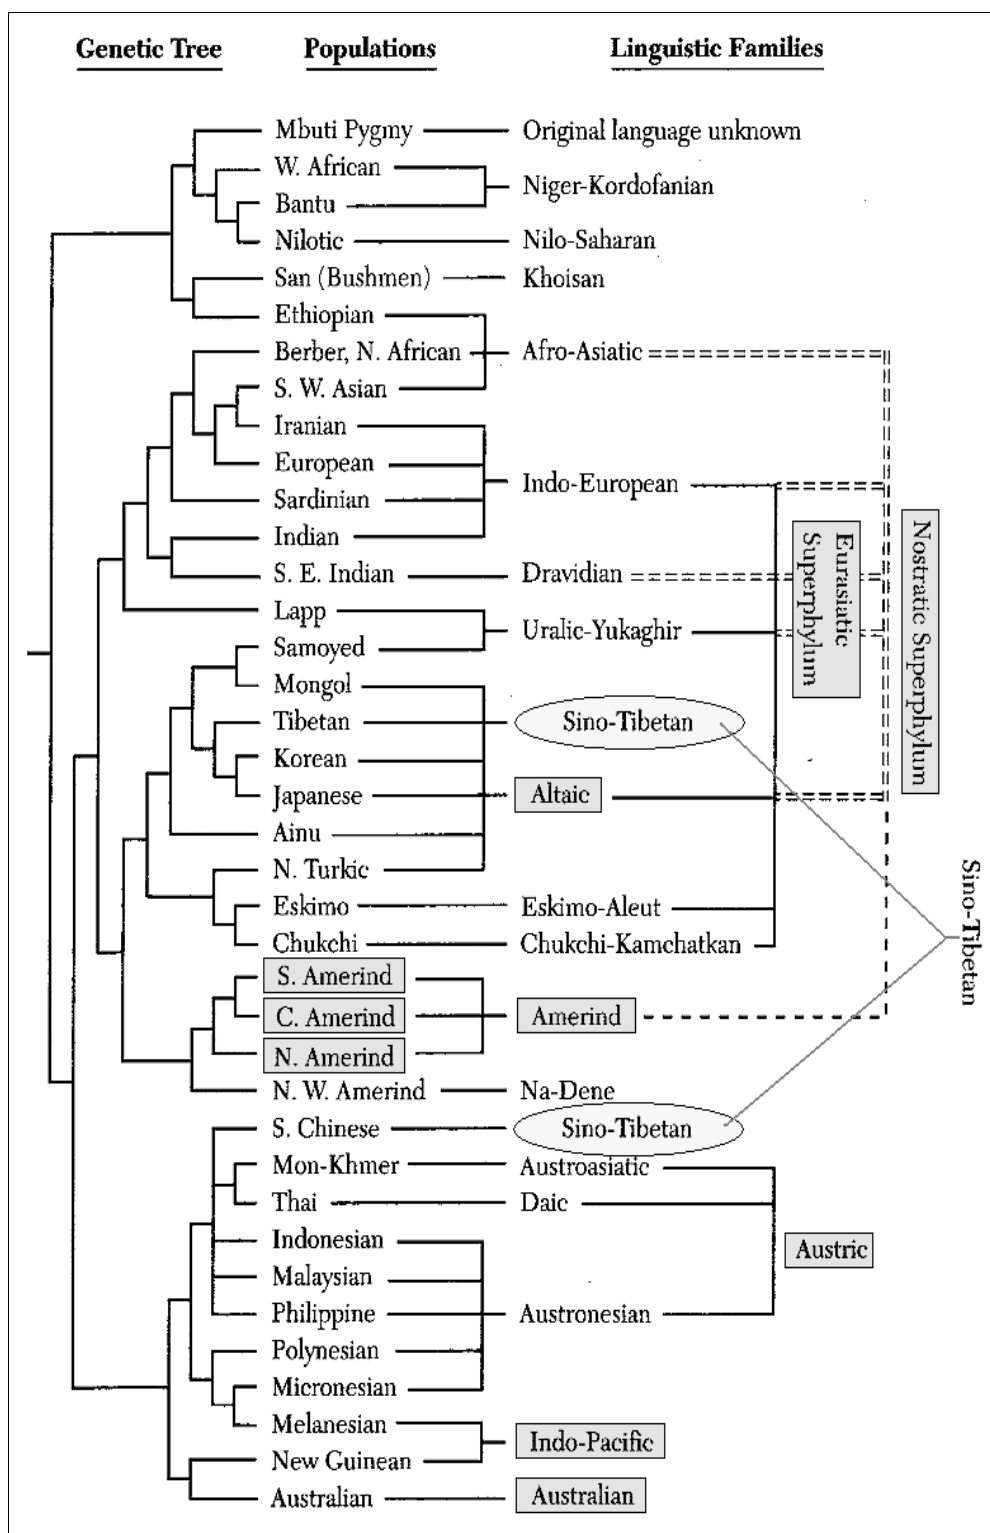 Genetic Tree Populations Linguistic Families
Mbuti Pygmy Original language unknown
W. African
Niger-Kordofanian
Bantu
Nilotic Nilo-Saharan
San (Bushmen) Khoisan
Ethiopian
Berber, N. African Afro-Asiatic
S. W. Asian
Iranian
European
Indo-European
Sardinian
Indian
S. E. Indian Dravidian
Eurasiatic
Superphylum
Nostratic Superphylum
Lapp
Uralic-Yukaghir
Samoyed
Mongol
Tibetan Sino-Tibetan
Korean
Japanese Altaic
Ainu
N. Turkic
Eskimo Eskimo-Aleut
Chukchi Chukchi-Kamchatkan
Sino-Tibetan
S. Amerind
C. Amerind Amerind
N. Amerind
N. W. Amerind Na-Dene
S. Chinese Sino-Tibetan
Mon-Khmer Austroasiatic
Thai Daic
Indonesian
Austric
Malaysian
Philippine Austronesian
Polynesian
Micronesian
Melanesian
Indo-Pacific
New Guinean
Australian Australian